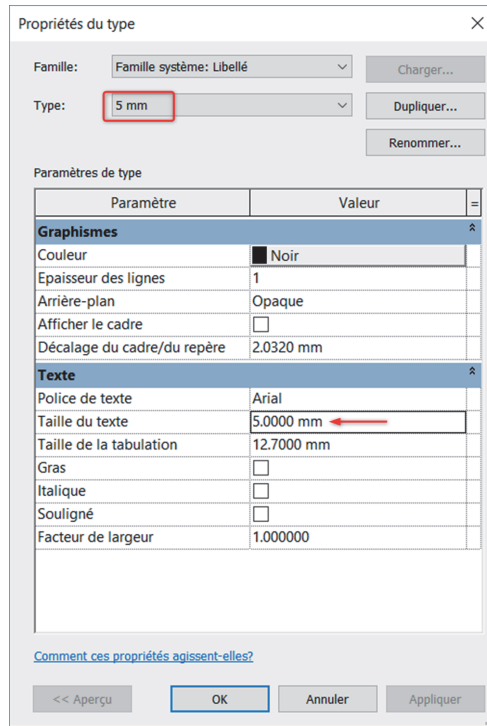 Propriétés du type
Famille: Famille système: Libellé Charger...
Type: 5 mm Dupliquer...
Renommer...
Paramètres de type
Paramètre Valeur =
Graphismes
Couleur Noir
Epaisseur des lignes 1
Arrière-plan Opaque
Afficher le cadre
Décalage du cadre/du repère 2.0320 mm
Texte
Police de texte Arial
Taille du texte 5.0000 mm
Taille de la tabulation 12.7000 mm
Gras
Italique
Souligné
Facteur de largeur 1.000000
Comment ces propriétés agissent-elles?
<< Aperçu OK Annuler Appliquer